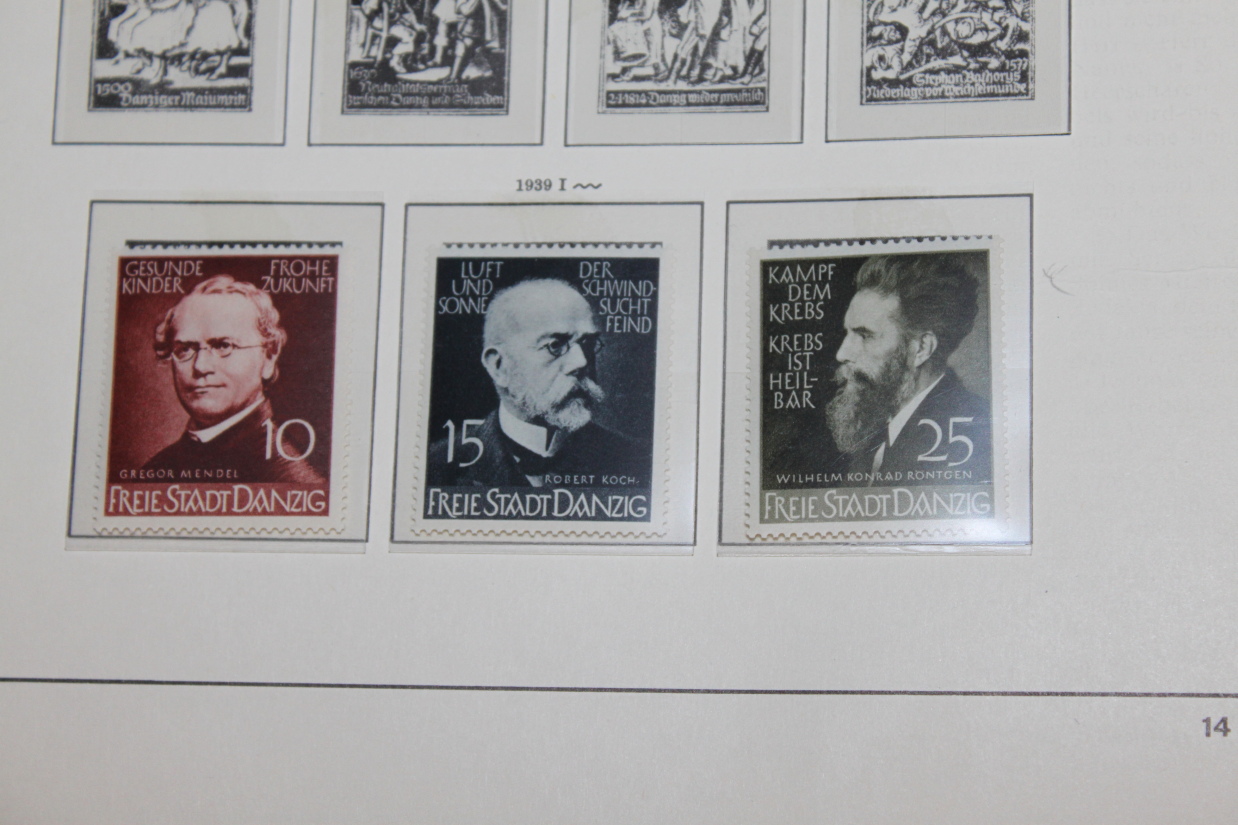 1500
Danziger Maiumritt
Neutralitätsvertrag
zwischen Danzig und Schweden
2·1·1814·Danzig wieder preußisch
1577
Stephan Bathorys
Niederlage vor Weichselmünde
1939 I
GESUNDE FROHE
KINDER ZUKUNFT
10
GREGOR MENDEL
FREIE STADT DANZIG
LUFT DER
UND SCHWIND-
SONNE SUCHT
FEIND
15
ROBERT KOCH.
FREIE STADT DANZIG
KAMPF
DEM
KREBS
KREBS
IST
HEIL-
BAR
25
WILHELM KONRAD RÖNTGEN
FREIE STADT DANZIG
14